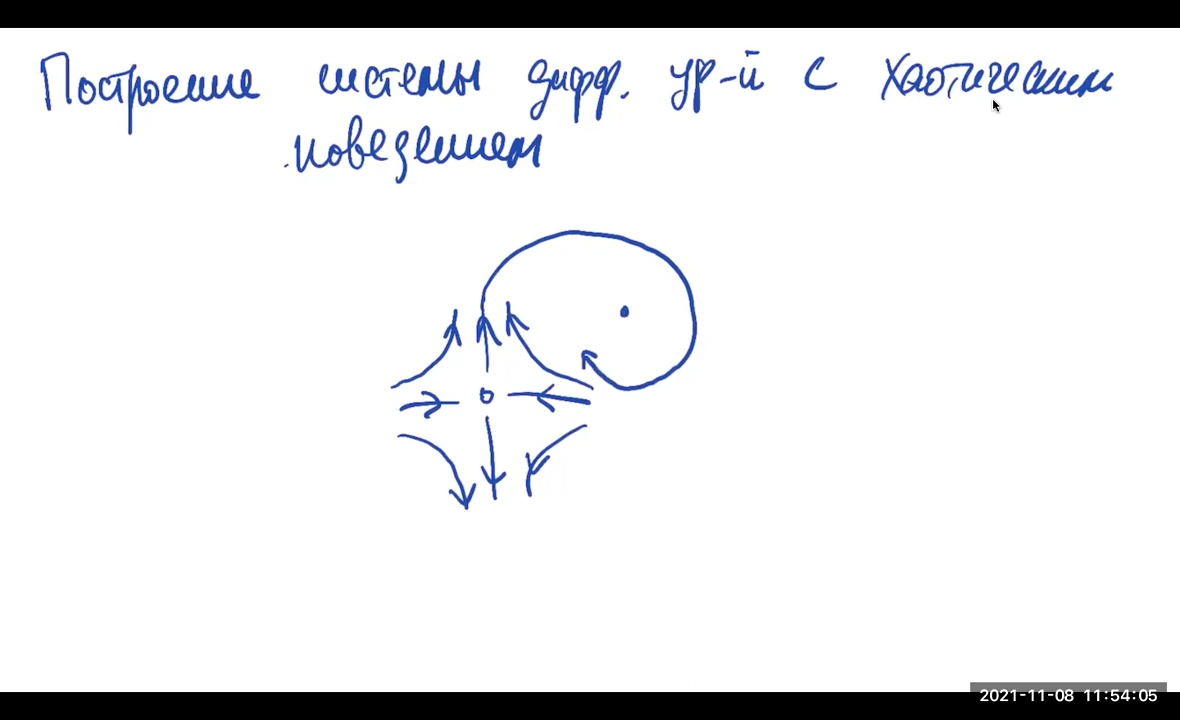 Построение системы дифф. ур-й с хаотическим
поведением
2021-11-08 11:54:05